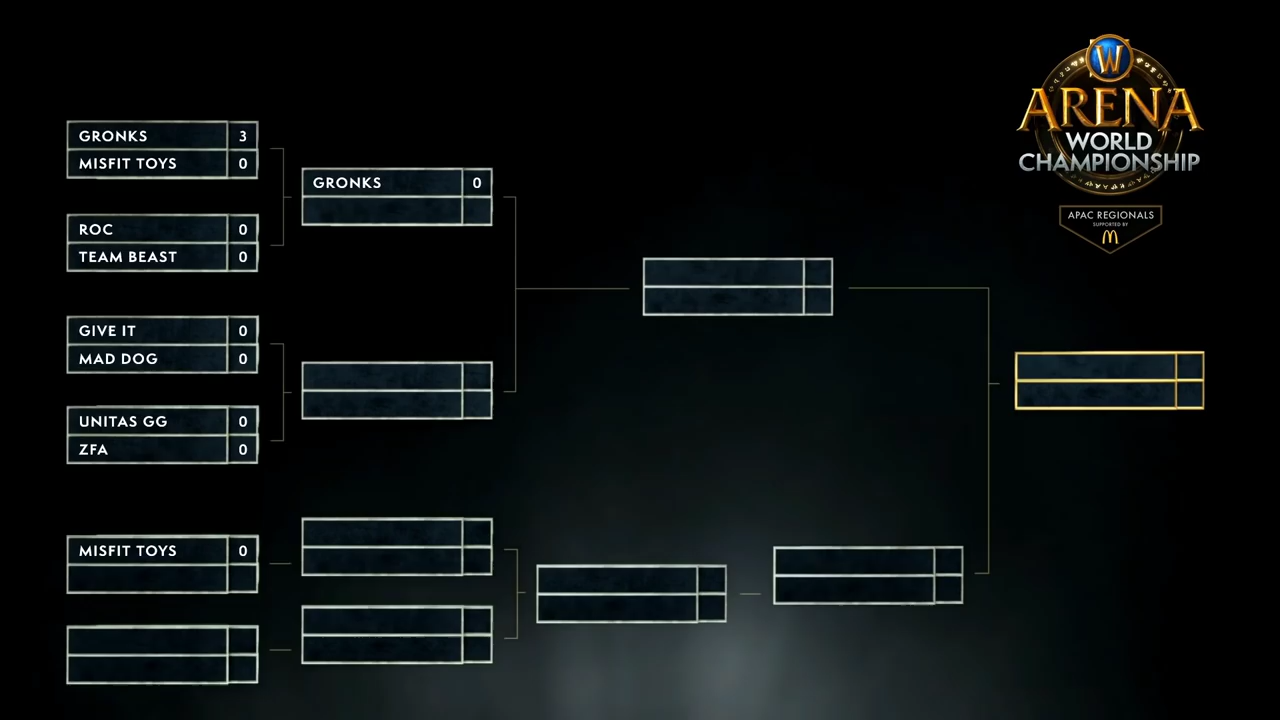 W
ARENA
WORLD
CHAMPIONSHIP
APAC REGIONALS
SUPPORTED BY
M
GRONKS 3
MISFIT TOYS 0
ROC 0
TEAM BEAST 0
GIVE IT 0
MAD DOG 0
UNITAS GG 0
ZFA 0
GRONKS 0
MISFIT TOYS 0